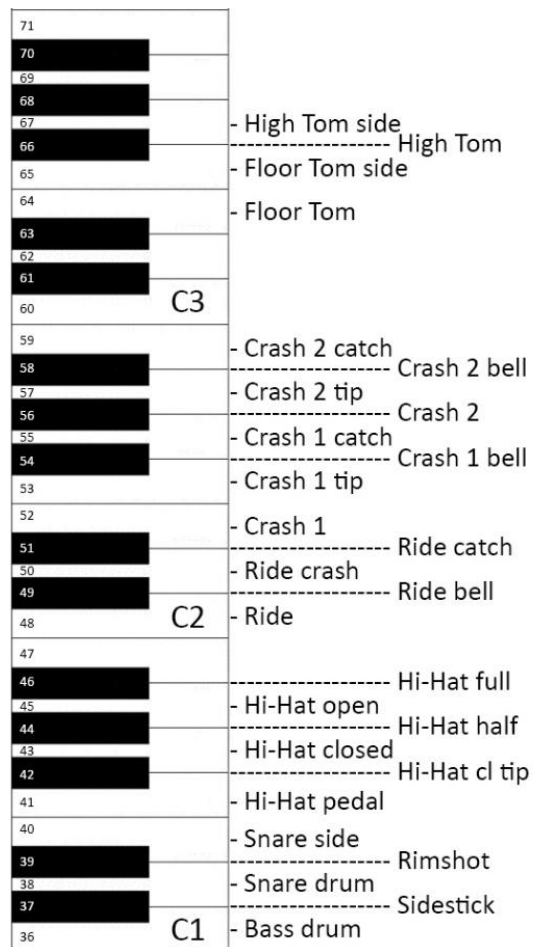 71
70
69
68
67 - High Tom side
66 ---------- High Tom
65 - Floor Tom side
64 - Floor Tom
63
62
61
60 C3
59 - Crash 2 catch
58 ---------- Crash 2 bell
57 - Crash 2 tip
56 ---------- Crash 2
55 - Crash 1 catch
54 ---------- Crash 1 bell
53 - Crash 1 tip
52 - Crash 1
51 ---------- Ride catch
50 - Ride crash
49 ---------- Ride bell
48 C2 - Ride
47
46 ---------- Hi-Hat full
45 - Hi-Hat open
44 ---------- Hi-Hat half
43 - Hi-Hat closed
42 ---------- Hi-Hat cl tip
41 - Hi-Hat pedal
40 - Snare side
39 ---------- Rimshot
38 - Snare drum
37 ---------- Sidestick
36 C1 - Bass drum